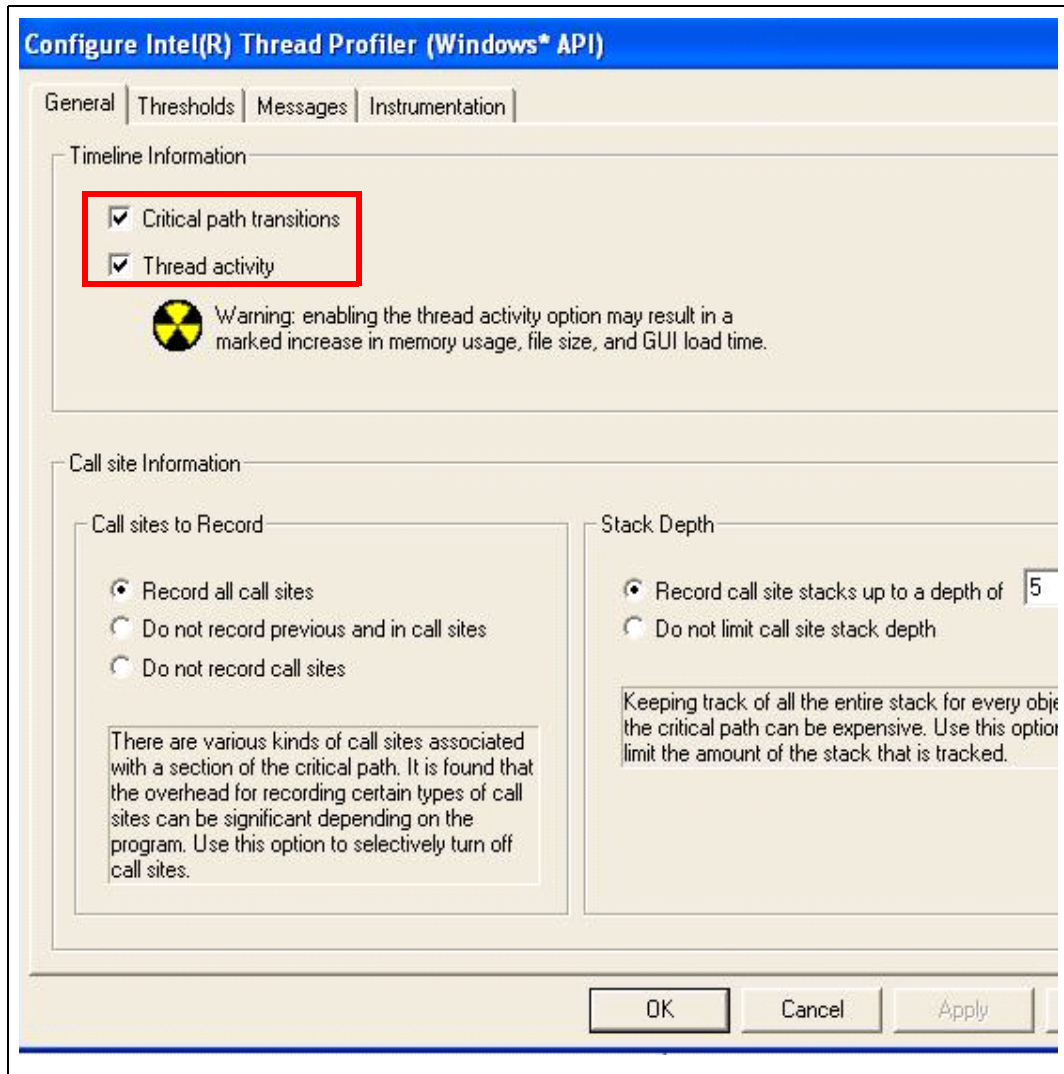 Configure Intel(R) Thread Profiler (Windows* API)
General
Thresholds
Messages
Instrumentation
Timeline Information
Critical path transitions
Thread activity
Warning: enabling the thread activity option may result in a
marked increase in memory usage, file size, and GUI load time.
Call site Information
Call sites to Record
Record all call sites
Do not record previous and in call sites
Do not record call sites
There are various kinds of call sites associated
with a section of the critical path. It is found that
the overhead for recording certain types of call
sites can be significant depending on the
program. Use this option to selectively turn off
call sites.
Stack Depth
Record call site stacks up to a depth of 5
Do not limit call site stack depth
Keeping track of all the entire stack for every obje
the critical path can be expensive. Use this option
limit the amount of the stack that is tracked.
OK
Cancel
Apply